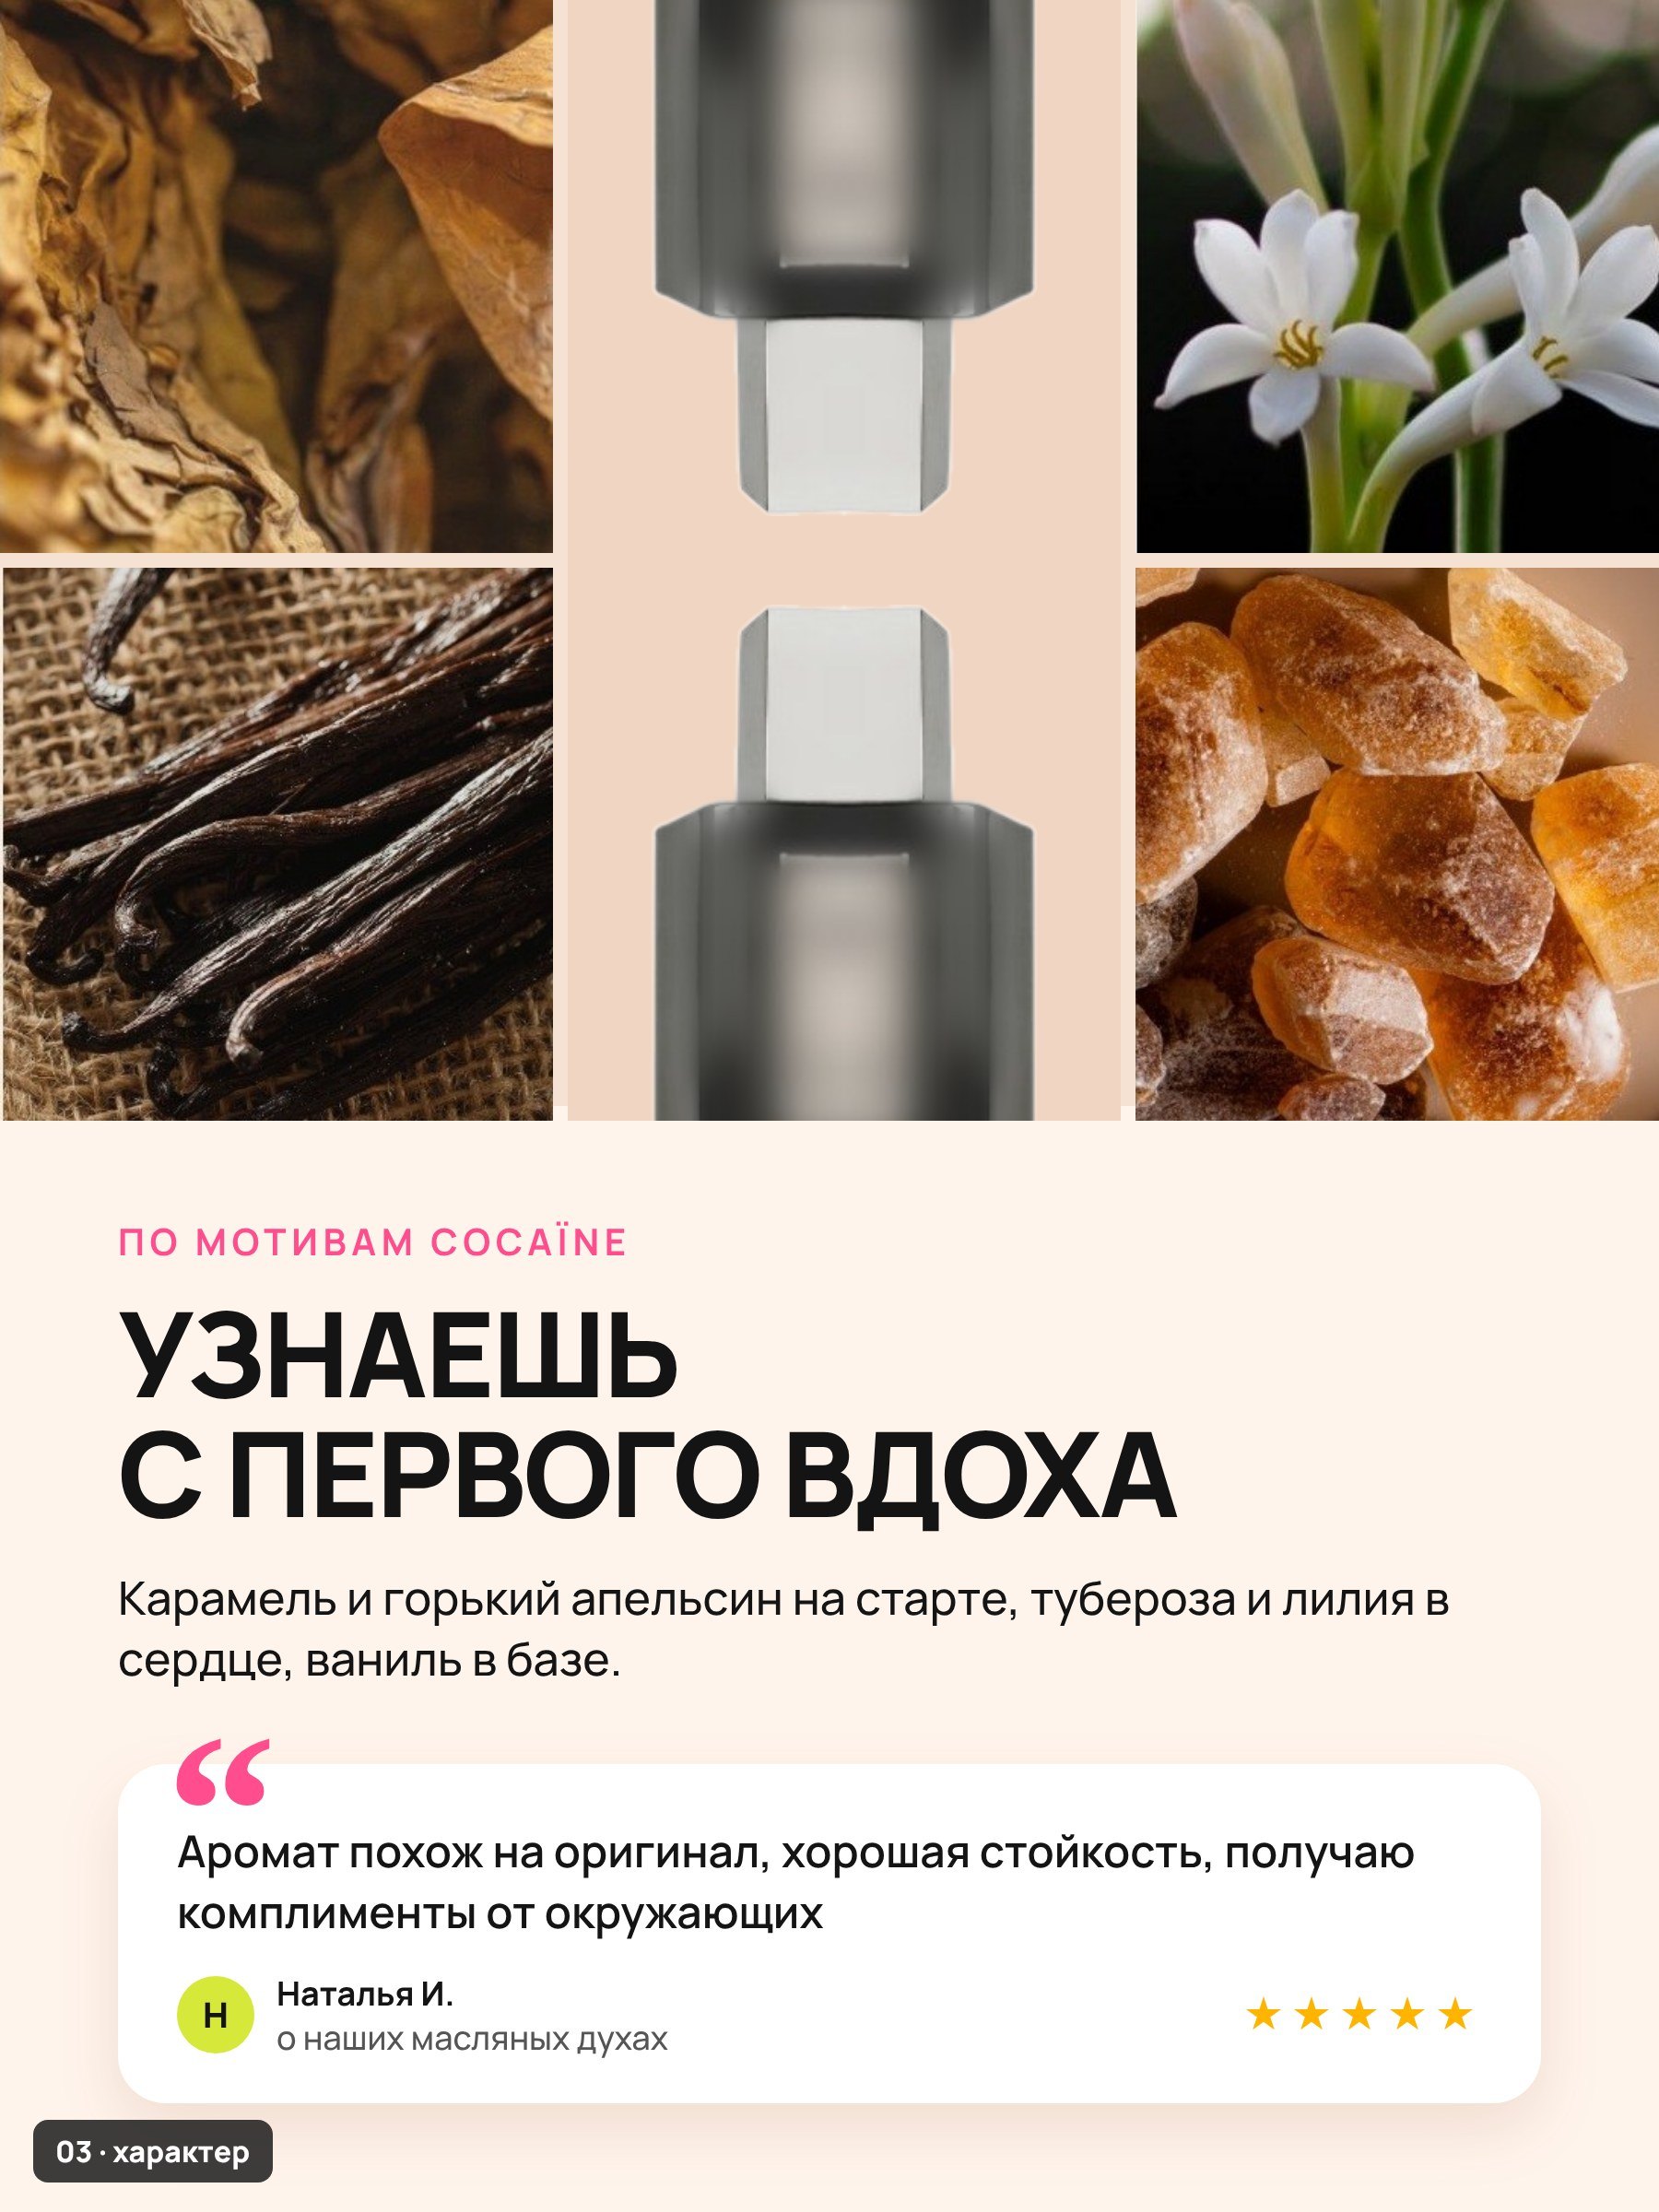 ПО МОТИВАМ COCAÏNE
УЗНАЕШЬ
С ПЕРВОГО ВДОХА
Карамель и горький апельсин на старте, тубероза и лилия в
сердце, ваниль в базе.
“
Аромат похож на оригинал, хорошая стойкость, получаю
комплименты от окружающих
Н
Наталья И.
о наших масляных духах
★★★★★
03 · характер